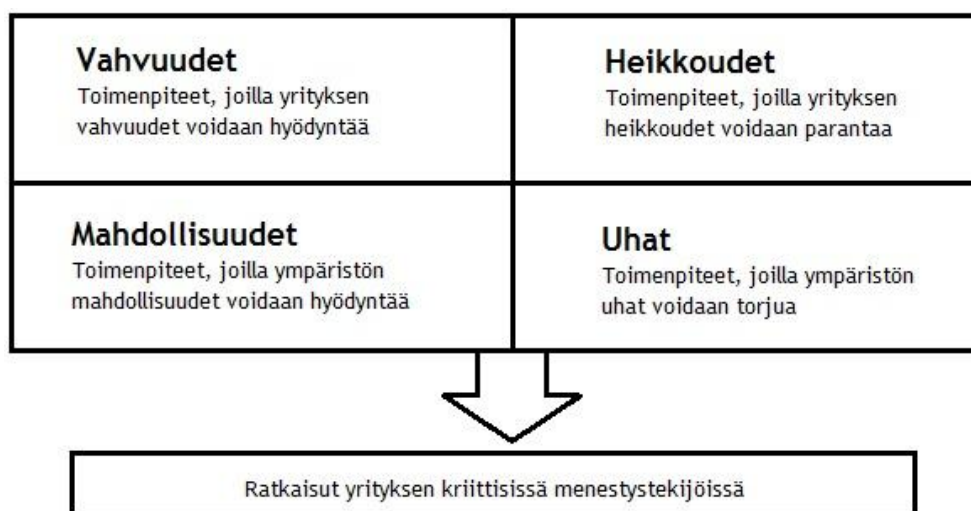 Vahvuudet
Toimenpiteet, joilla yrityksen
vahvuudet voidaan hyödyntää
Heikkoudet
Toimenpiteet, joilla yrityksen
heikkoudet voidaan parantaa
Mahdollisuudet
Toimenpiteet, joilla ympäristön
mahdollisuudet voidaan hyödyntää
Uhat
Toimenpiteet, joilla ympäristön
uhat voidaan torjua
Ratkaisut yrityksen kriittisissä menestystekijöissä